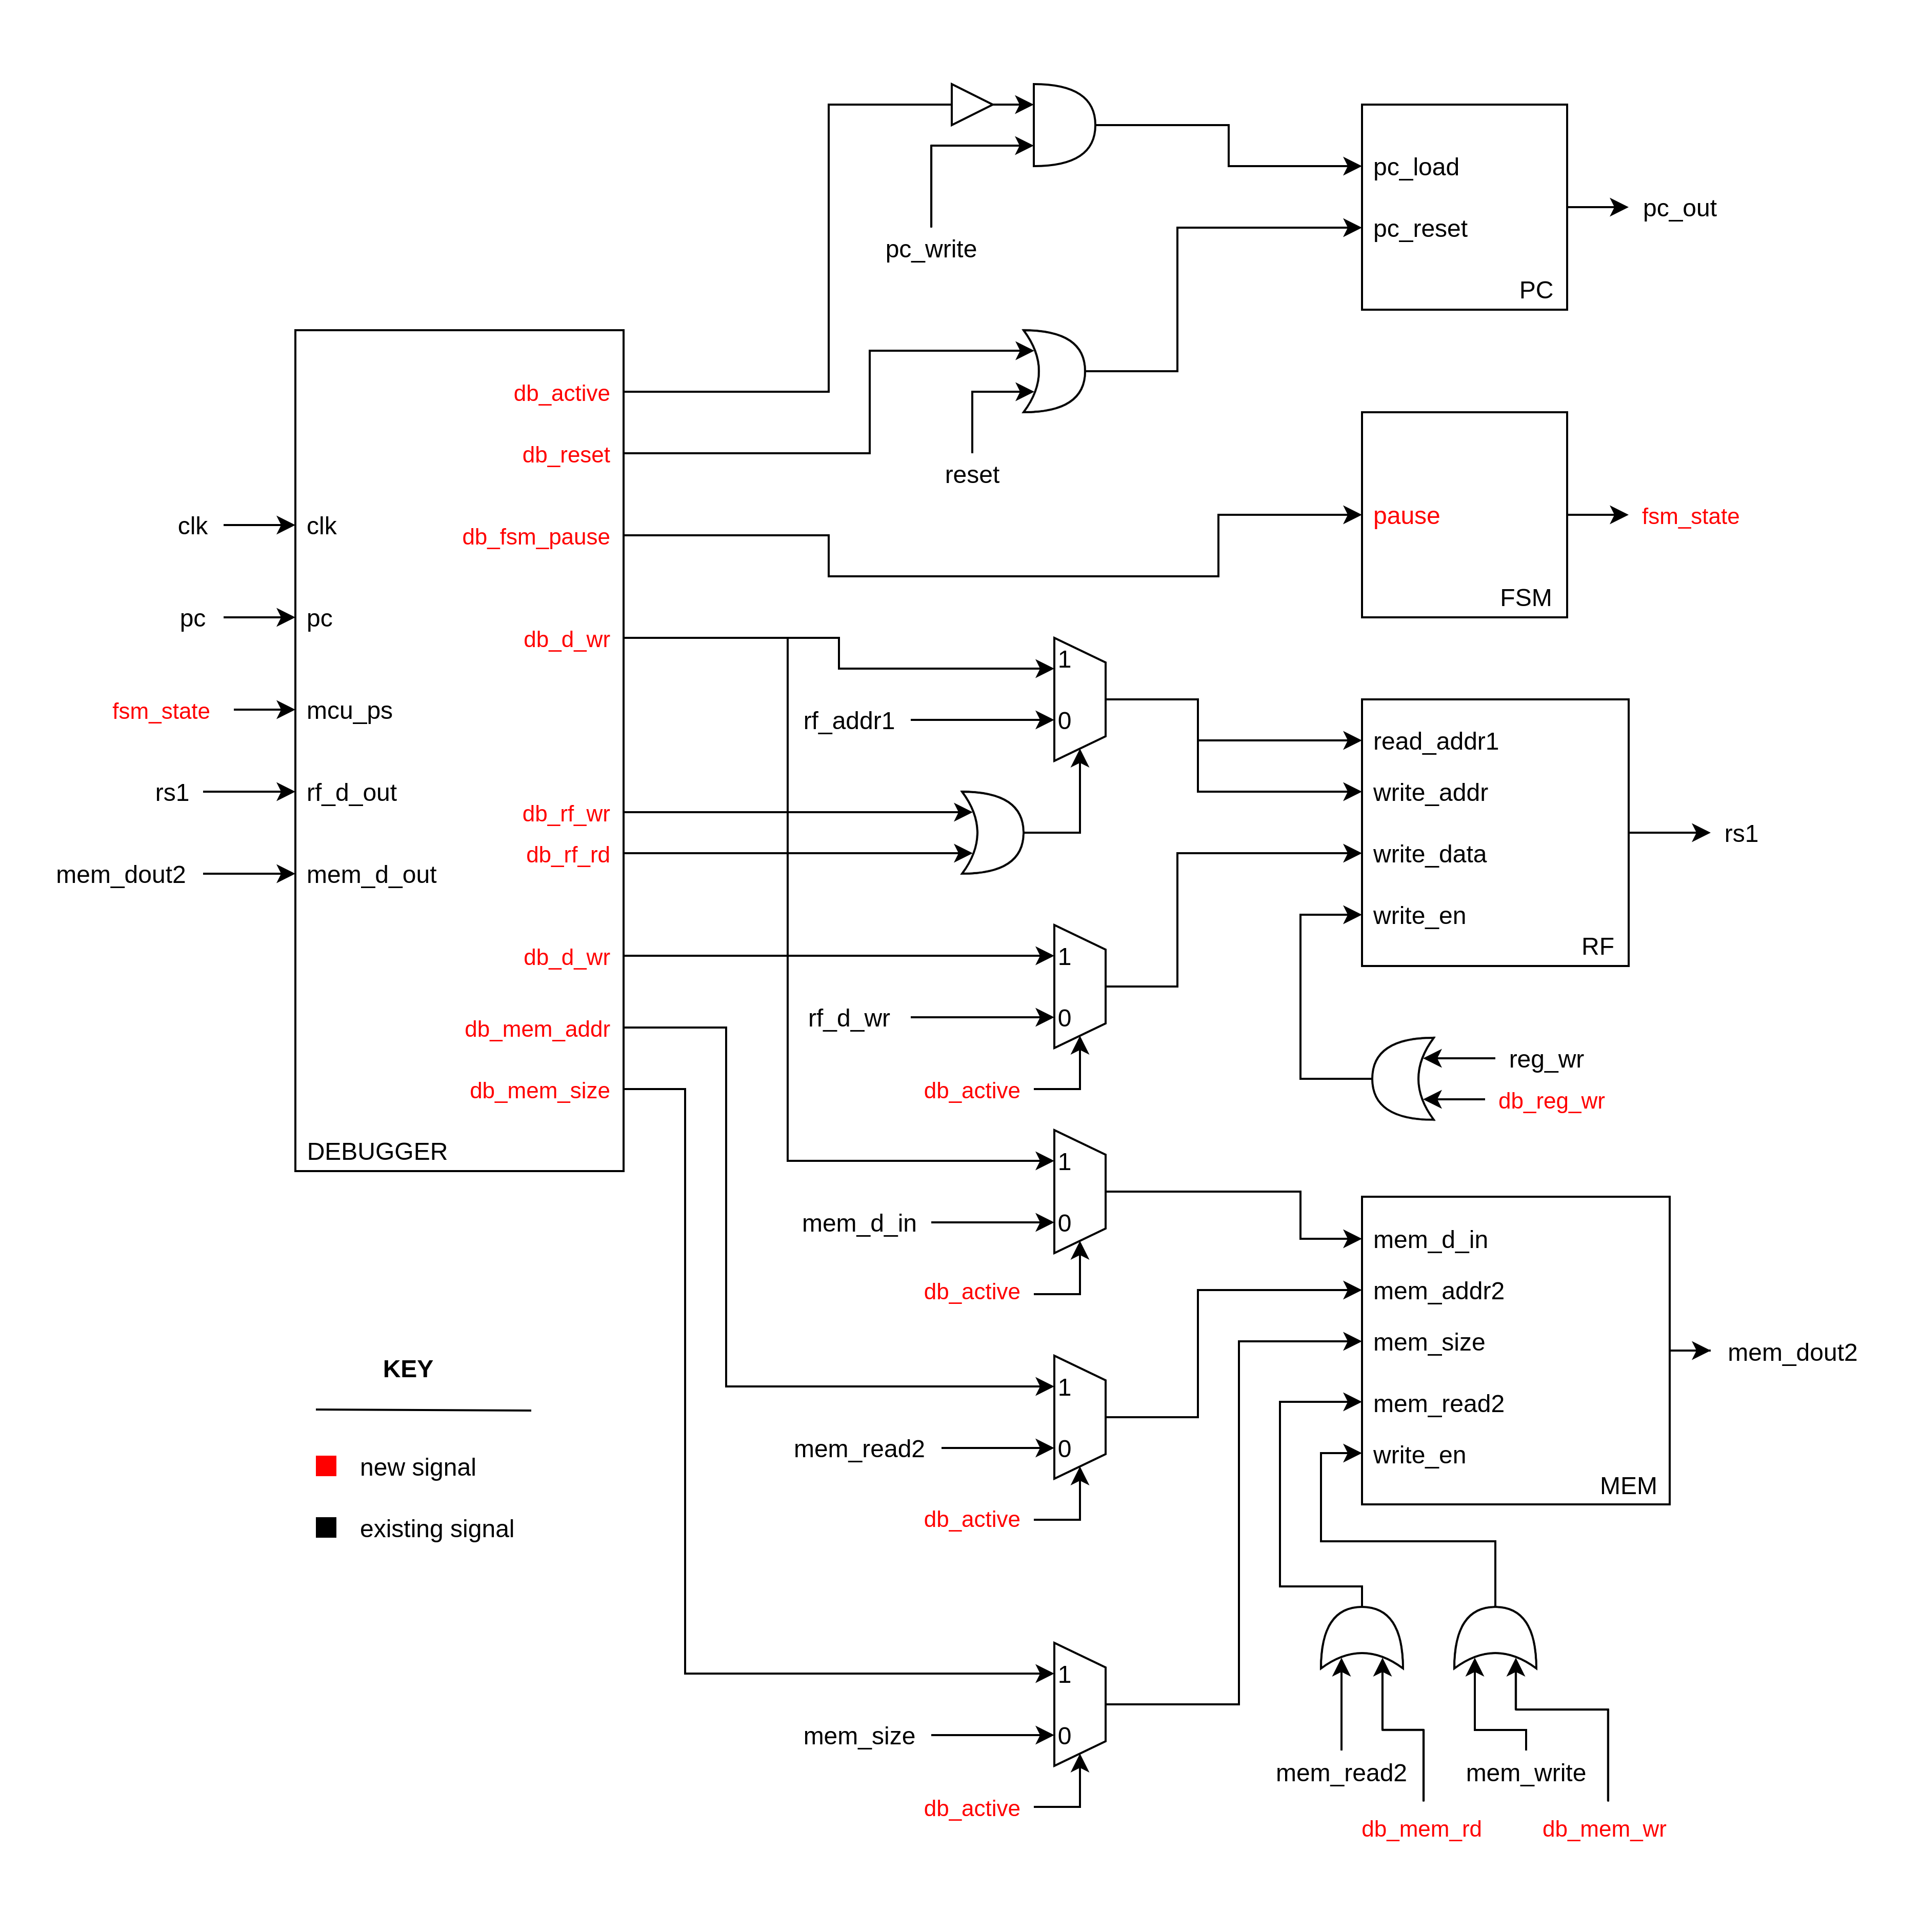 pc_write
pc_load
pc_reset
PC
pc_out
reset
pause
FSM
fsm_state
clk
pc
fsm_state
rs1
mem_dout2
clk
pc
mcu_ps
rf_d_out
mem_d_out
db_active
db_reset
db_fsm_pause
db_d_wr
db_rf_wr
db_rf_rd
db_d_wr
db_mem_addr
db_mem_size
DEBUGGER
1
rf_addr1
0
1
rf_d_wr
0
db_active
read_addr1
write_addr
write_data
write_en
RF
rs1
reg_wr
db_reg_wr
1
mem_d_in
0
db_active
1
mem_read2
0
db_active
1
mem_size
0
db_active
mem_d_in
mem_addr2
mem_size
mem_read2
write_en
MEM
mem_dout2
mem_read2
mem_write
db_mem_rd
db_mem_wr
KEY
new signal
existing signal